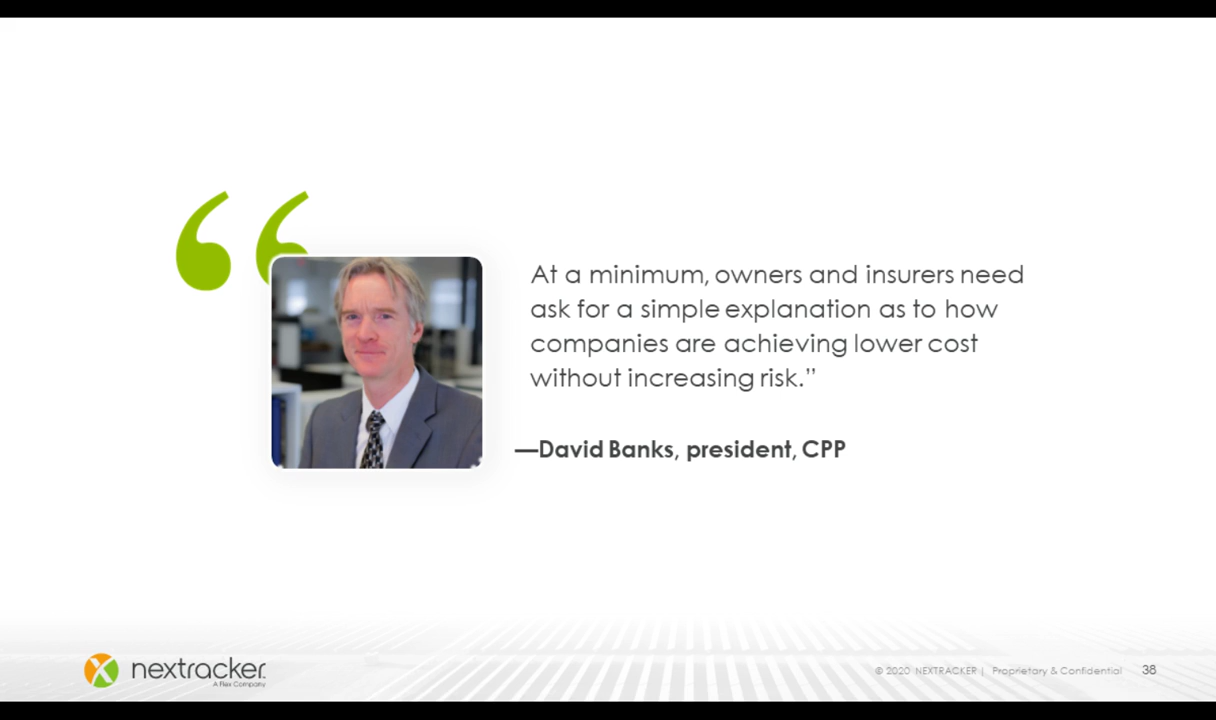 “
At a minimum, owners and insurers need
ask for a simple explanation as to how
companies are achieving lower cost
without increasing risk.”
—David Banks, president, CPP
nextracker.
A Flex Company
© 2020 NEXTRACKER | Proprietary & Confidential 38